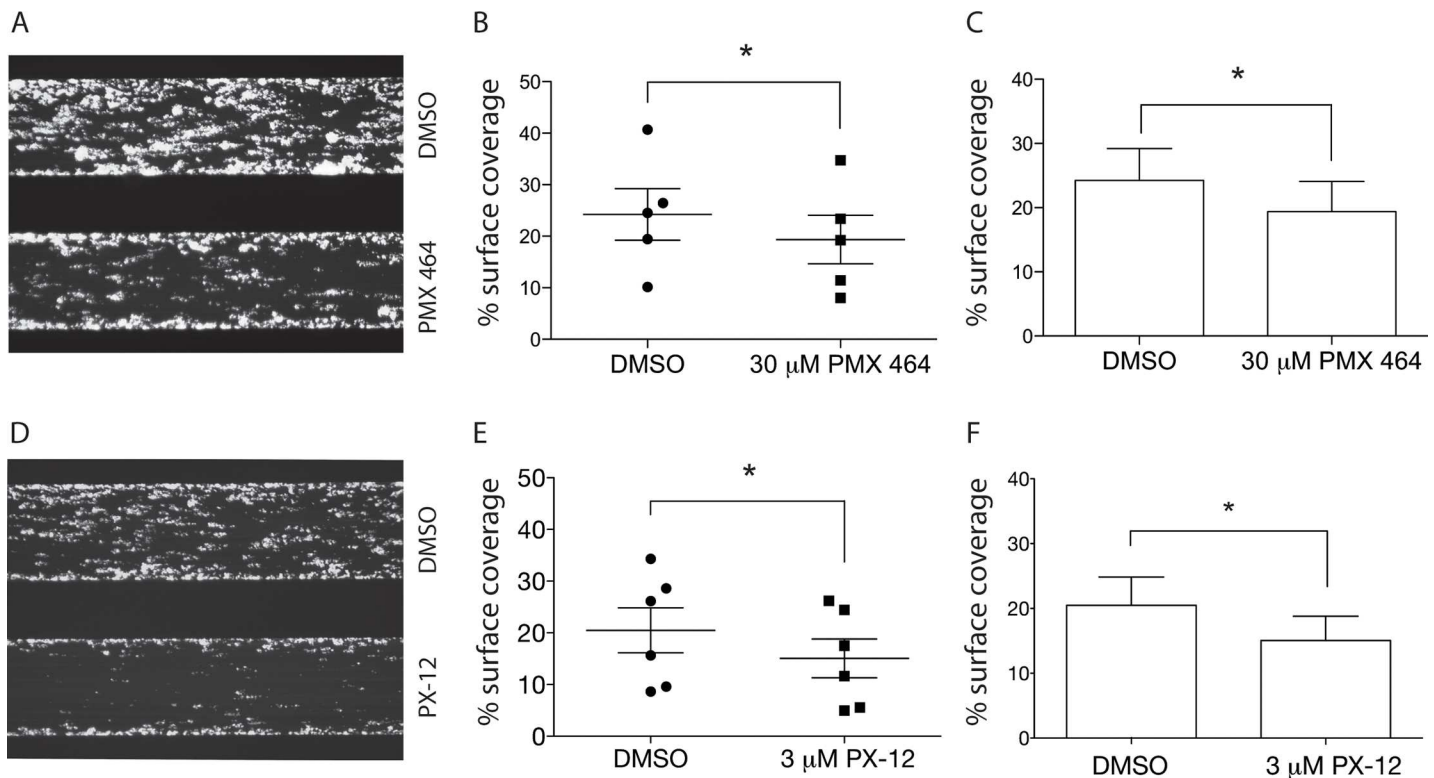 A
DMSO
PMX 464
B
*
% surface coverage
50
40
30
20
10
0
DMSO
30 μM PMX 464
C
*
% surface coverage
40
30
20
10
0
DMSO
30 μM PMX 464
D
DMSO
PX-12
E
*
% surface coverage
50
40
30
20
10
0
DMSO
3 μM PX-12
F
*
% surface coverage
40
30
20
10
0
DMSO
3 μM PX-12